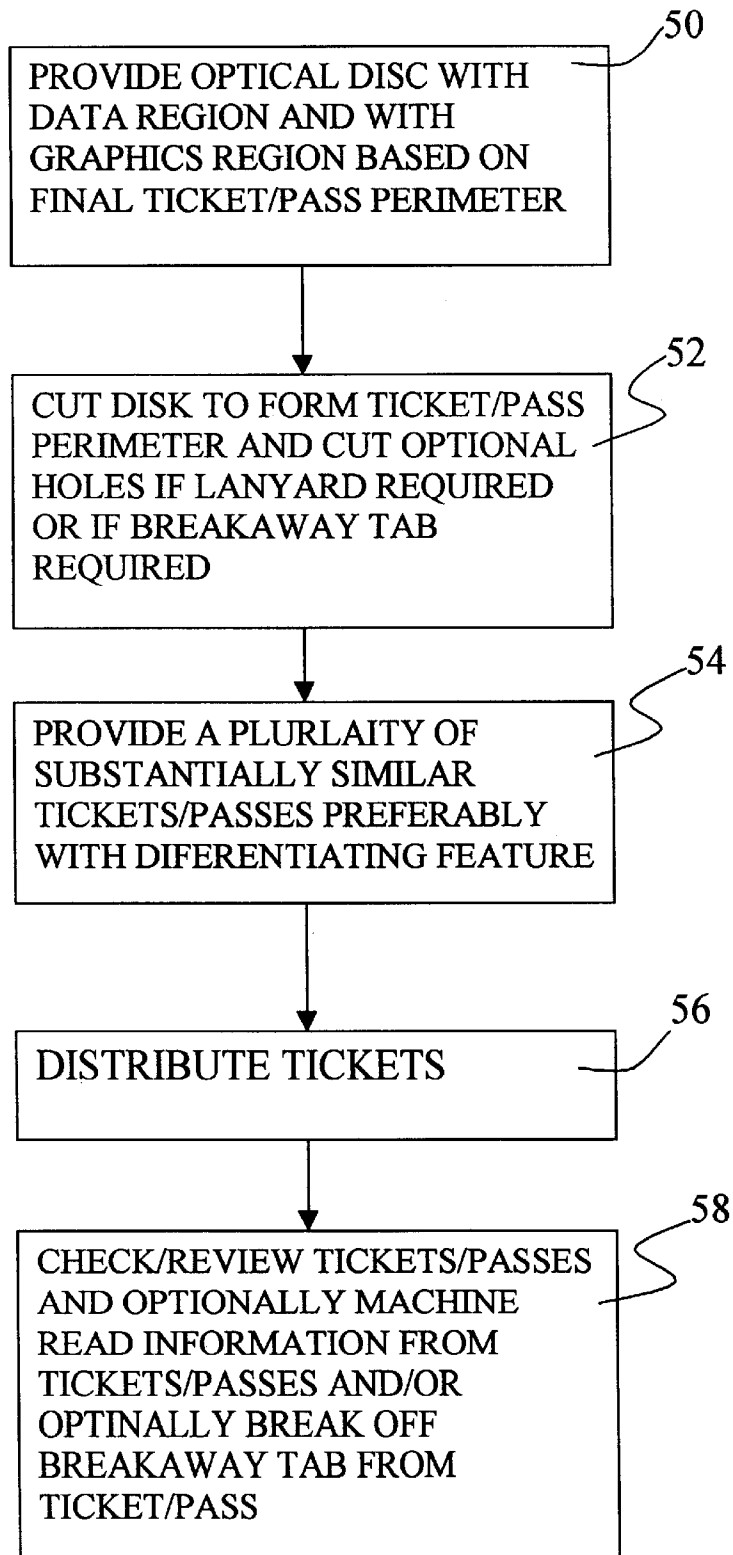 50
PROVIDE OPTICAL DISC WITH
DATA REGION AND WITH
GRAPHICS REGION BASED ON
FINAL TICKET/PASS PERIMETER
52
CUT DISK TO FORM TICKET/PASS
PERIMETER AND CUT OPTIONAL
HOLES IF LANYARD REQUIRED
OR IF BREAKAWAY TAB
REQUIRED
54
PROVIDE A PLURLAITY OF
SUBSTANTIALLY SIMILAR
TICKETS/PASSES PREFERABLY
WITH DIFERENTIATING FEATURE
56
DISTRIBUTE TICKETS
58
CHECK/REVIEW TICKETS/PASSES
AND OPTIONALLY MACHINE
READ INFORMATION FROM
TICKETS/PASSES AND/OR
OPTINALLY BREAK OFF
BREAKAWAY TAB FROM
TICKET/PASS